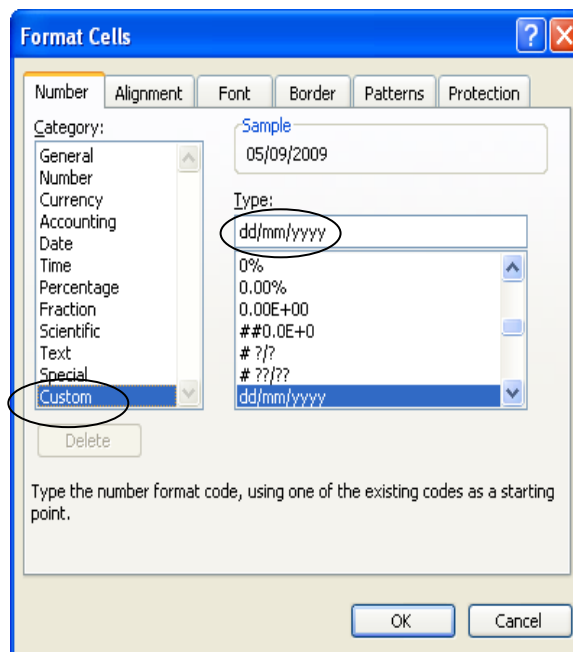 Format Cells
Number Alignment Font Border Patterns Protection
Category:
General
Number
Currency
Accounting
Date
Time
Percentage
Fraction
Scientific
Text
Special
Custom
Sample
05/09/2009
Type:
dd/mm/yyyy
0%
0.00%
0.00E+00
##0.0E+0
# ?/?
# ??/??
dd/mm/yyyy
Delete
Type the number format code, using one of the existing codes as a starting
point.
OK Cancel